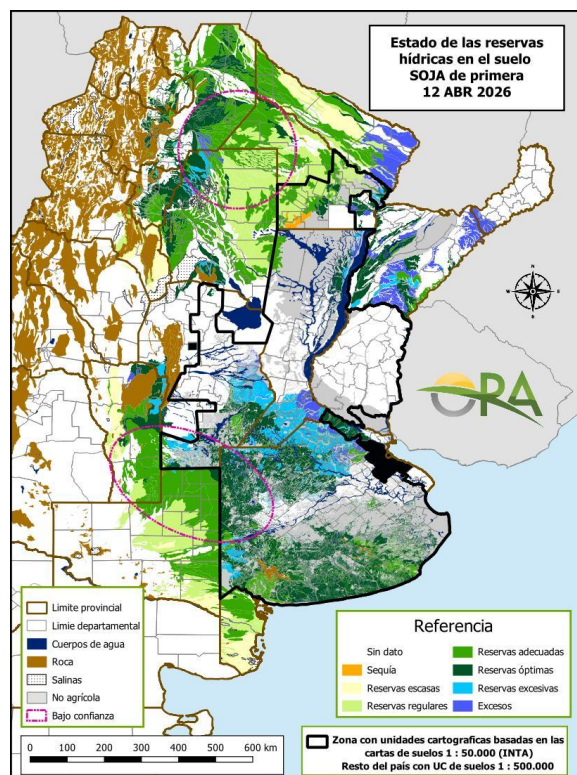 Estado de las reservas
hídricas en el suelo
SOJA de primera
12 ABR 2026
N
W
E
S
OPA
Limite provincial
Limie departamental
Cuerpos de agua
Roca
Salinas
No agrícola
Bajo confianza
Referencia
Sin dato
Sequía
Reservas escasas
Reservas regulares
Reservas adecuadas
Reservas óptimas
Reservas excesivas
Excesos
0 100 200 300 400 500 600 km
Zona con unidades cartograficas basadas en las
cartas de suelos 1 : 50.000 (INTA)
Resto del país con UC de suelos 1 : 500.000